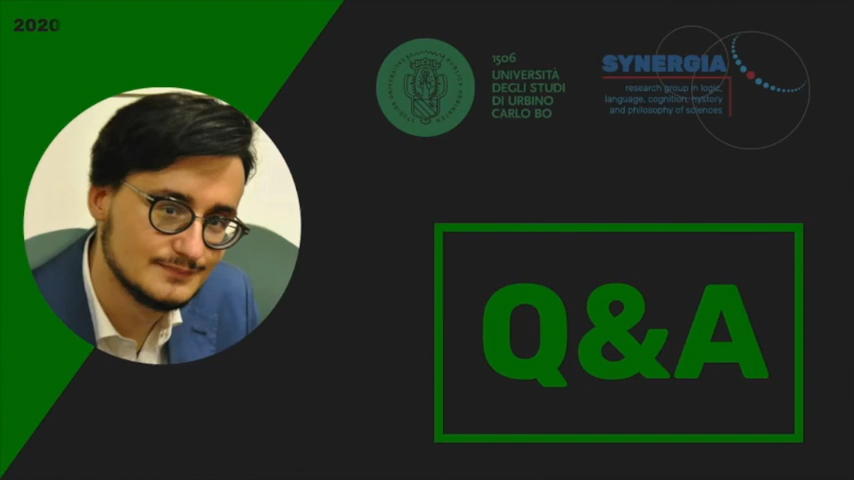 2020
1506
UNIVERSITÀ
DEGLI STUDI
DI URBINO
CARLO BO
SYNERGIA
research group in logic,
language, cognition, hystory
and philosophy of sciences
Q&A